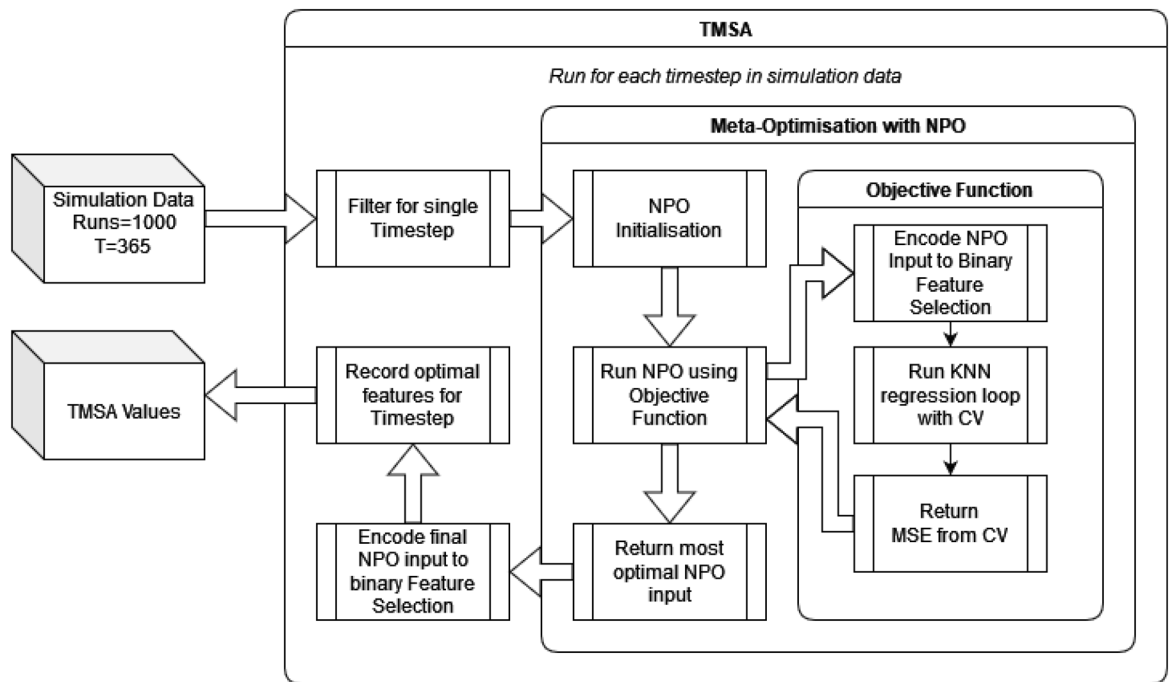 TMSA
Run for each timestep in simulation data
Meta-Optimisation with NPO
Simulation Data
Runs=1000
T=365
Filter for single
Timestep
NPO
Initialisation
Objective Function
Encode NPO
Input to Binary
Feature
Selection
TMSA Values
Record optimal
features for
Timestep
Run NPO using
Objective
Function
Run KNN
regression loop
with CV
Encode final
NPO input to
binary Feature
Selection
Return most
optimal NPO
input
Return
MSE from CV